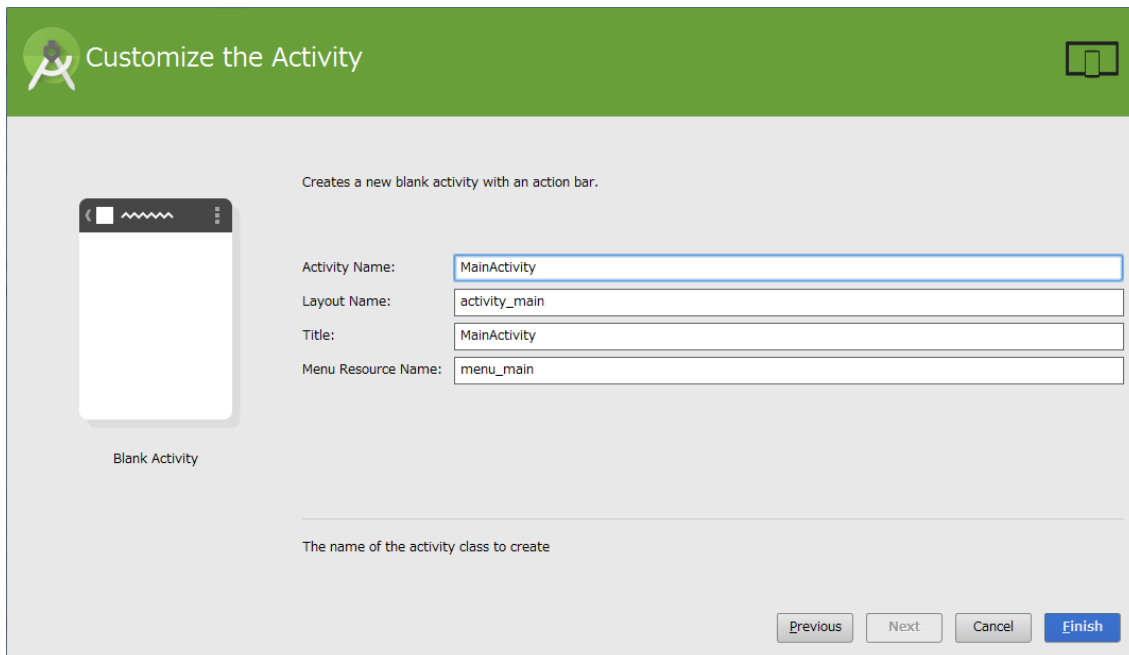 Customize the Activity
Creates a new blank activity with an action bar.
Activity Name: MainActivity
Layout Name: activity_main
Title: MainActivity
Menu Resource Name: menu_main
Blank Activity
The name of the activity class to create
Previous Next Cancel Finish